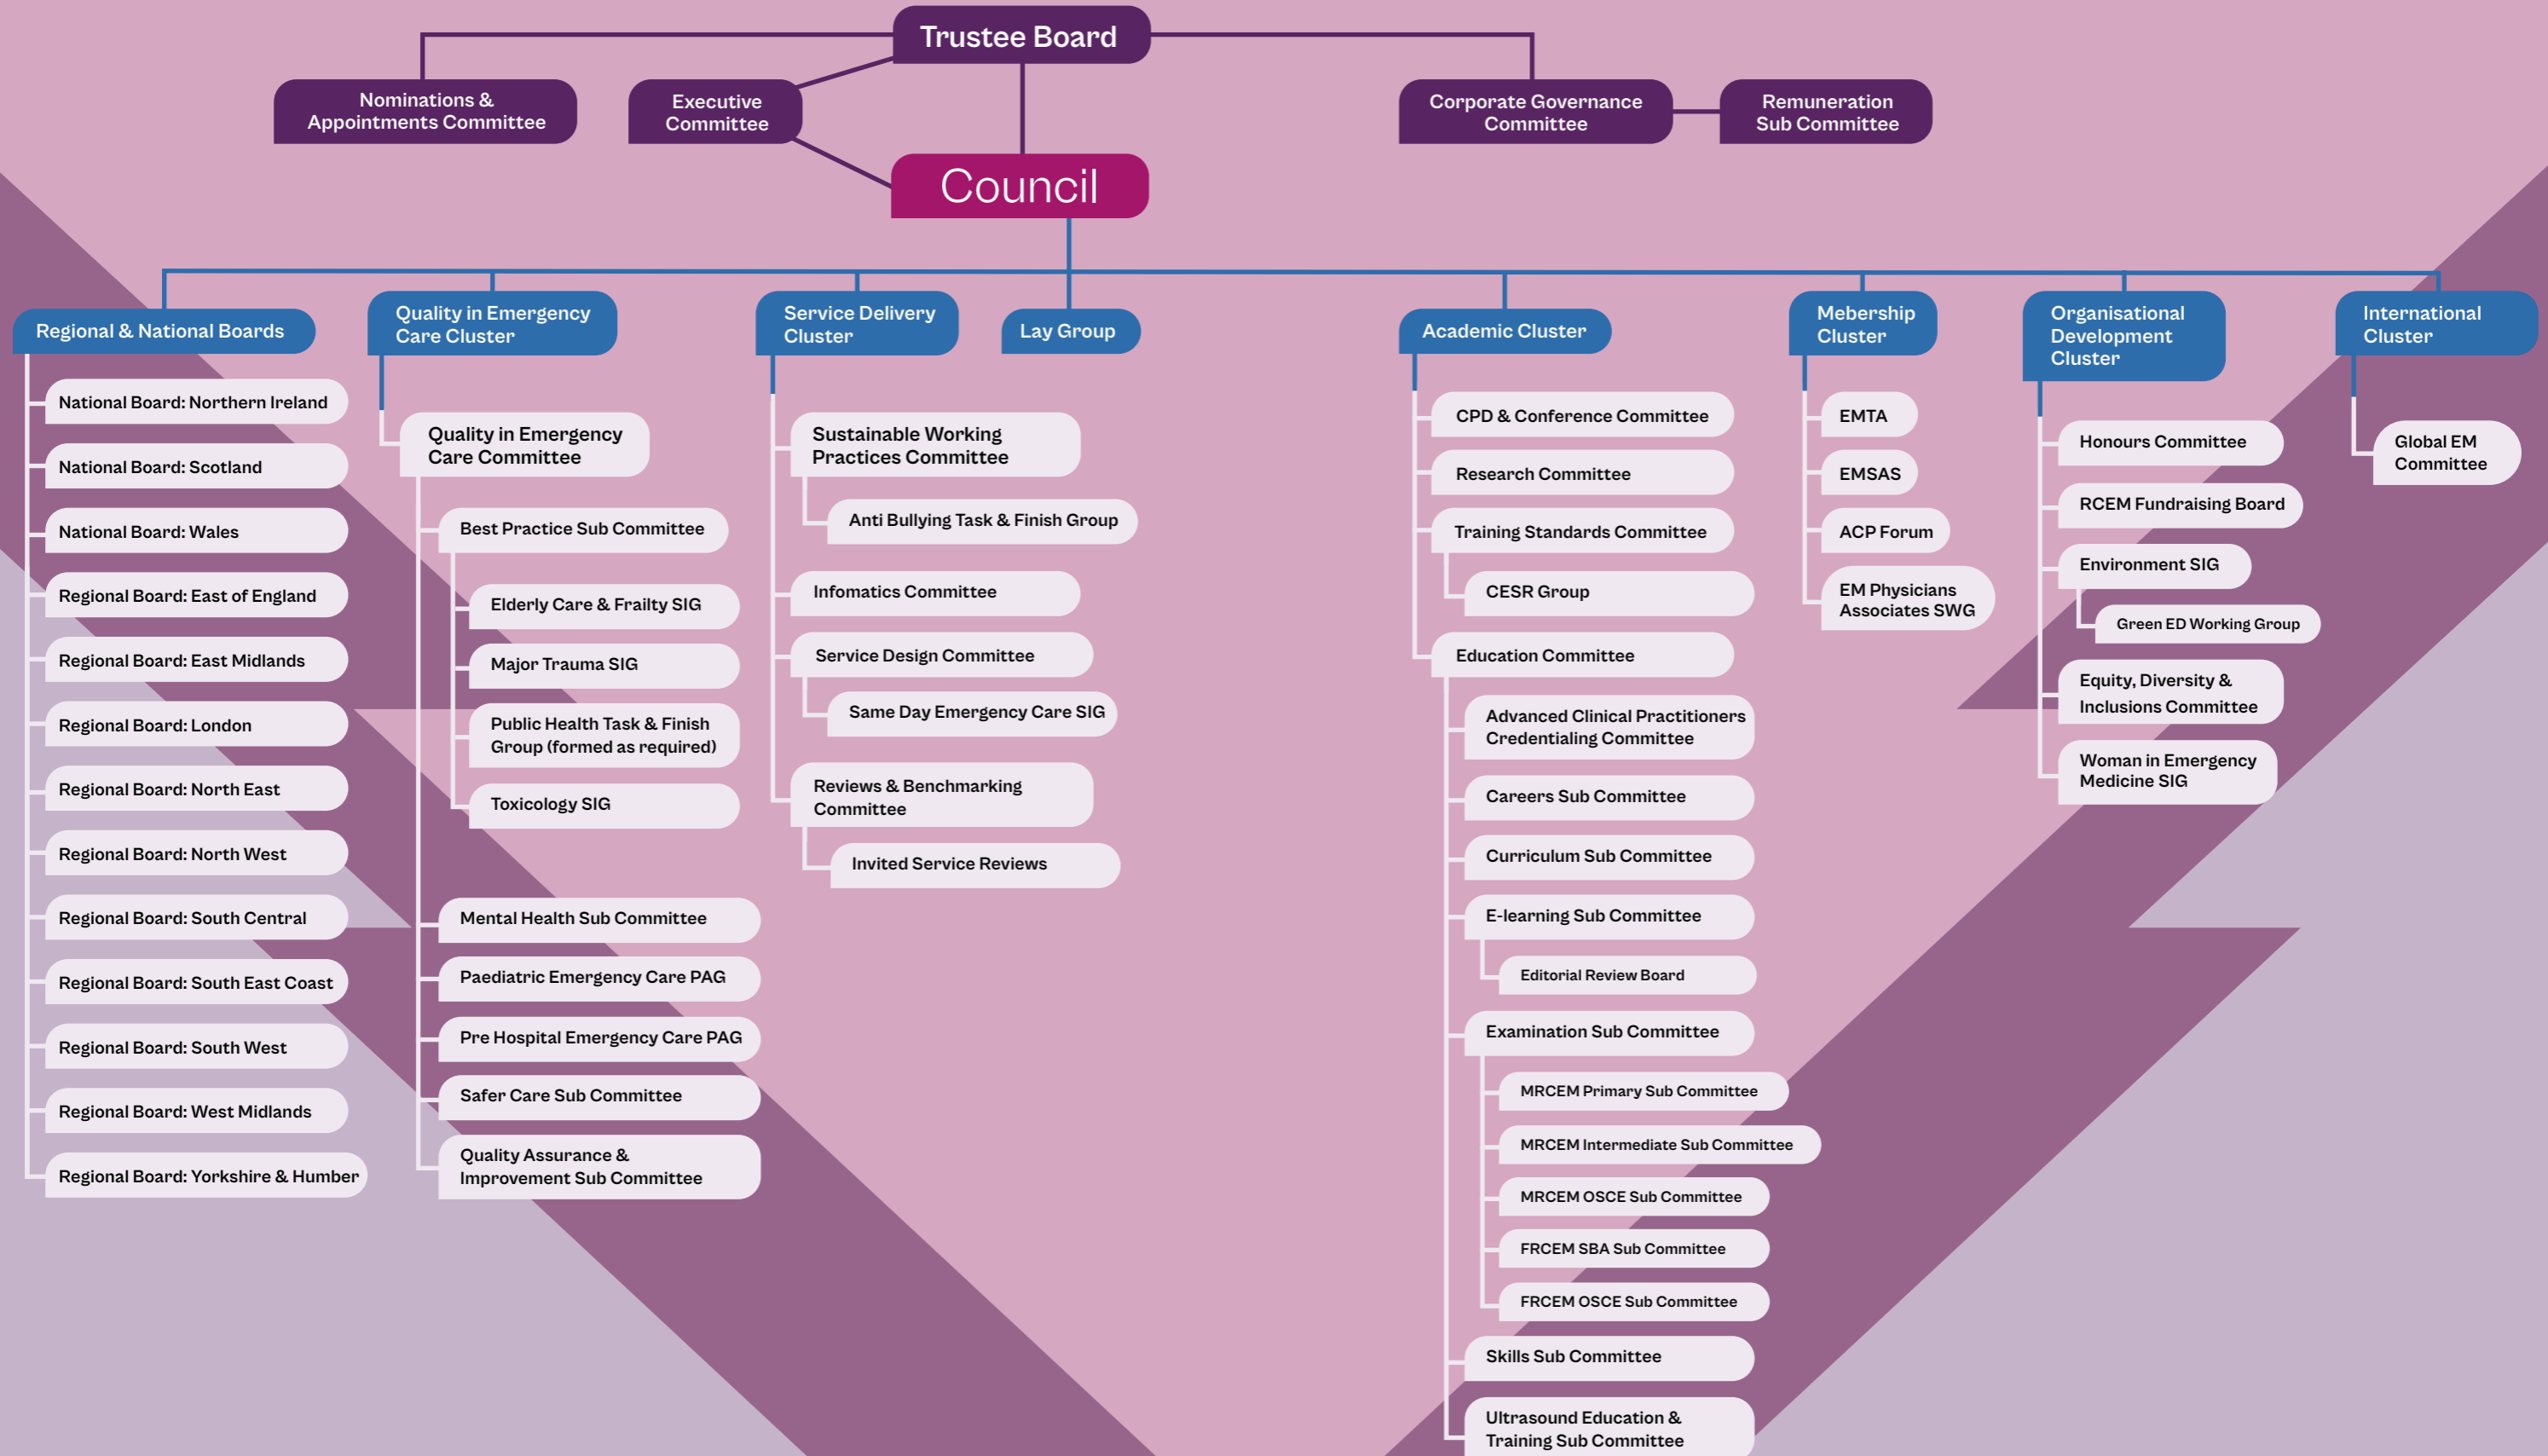 Trustee Board
Nominations &
Appointments Committee
Executive
Committee
Corporate Governance
Committee
Remuneration
Sub Committee
Council
Regional & National Boards
National Board: Northern Ireland
National Board: Scotland
National Board: Wales
Regional Board: East of England
Regional Board: East Midlands
Regional Board: London
Regional Board: North East
Regional Board: North West
Regional Board: South Central
Regional Board: South East Coast
Regional Board: South West
Regional Board: West Midlands
Regional Board: Yorkshire & Humber
Quality in Emergency
Care Cluster
Quality in Emergency
Care Committee
Best Practice Sub Committee
Elderly Care & Frailty SIG
Major Trauma SIG
Public Health Task & Finish
Group (formed as required)
Toxicology SIG
Mental Health Sub Committee
Paediatric Emergency Care PAG
Pre Hospital Emergency Care PAG
Safer Care Sub Committee
Quality Assurance &
Improvement Sub Committee
Service Delivery
Cluster
Sustainable Working
Practices Committee
Anti Bullying Task & Finish Group
Infomatics Committee
Service Design Committee
Same Day Emergency Care SIG
Reviews & Benchmarking
Committee
Invited Service Reviews
Lay Group
Academic Cluster
CPD & Conference Committee
Research Committee
Training Standards Committee
CESR Group
Education Committee
Advanced Clinical Practitioners
Credentialing Committee
Careers Sub Committee
Curriculum Sub Committee
E-learning Sub Committee
Editorial Review Board
Examination Sub Committee
MRCEM Primary Sub Committee
MRCEM Intermediate Sub Committee
MRCEM OSCE Sub Committee
FRCEM SBA Sub Committee
FRCEM OSCE Sub Committee
Skills Sub Committee
Ultrasound Education &
Training Sub Committee
Mebership
Cluster
EMTA
EMSAS
ACP Forum
EM Physicians
Associates SWG
Organisational
Development
Cluster
Honours Committee
RCEM Fundraising Board
Environment SIG
Green ED Working Group
Equity, Diversity &
Inclusions Committee
Woman in Emergency
Medicine SIG
International
Cluster
Global EM
Committee